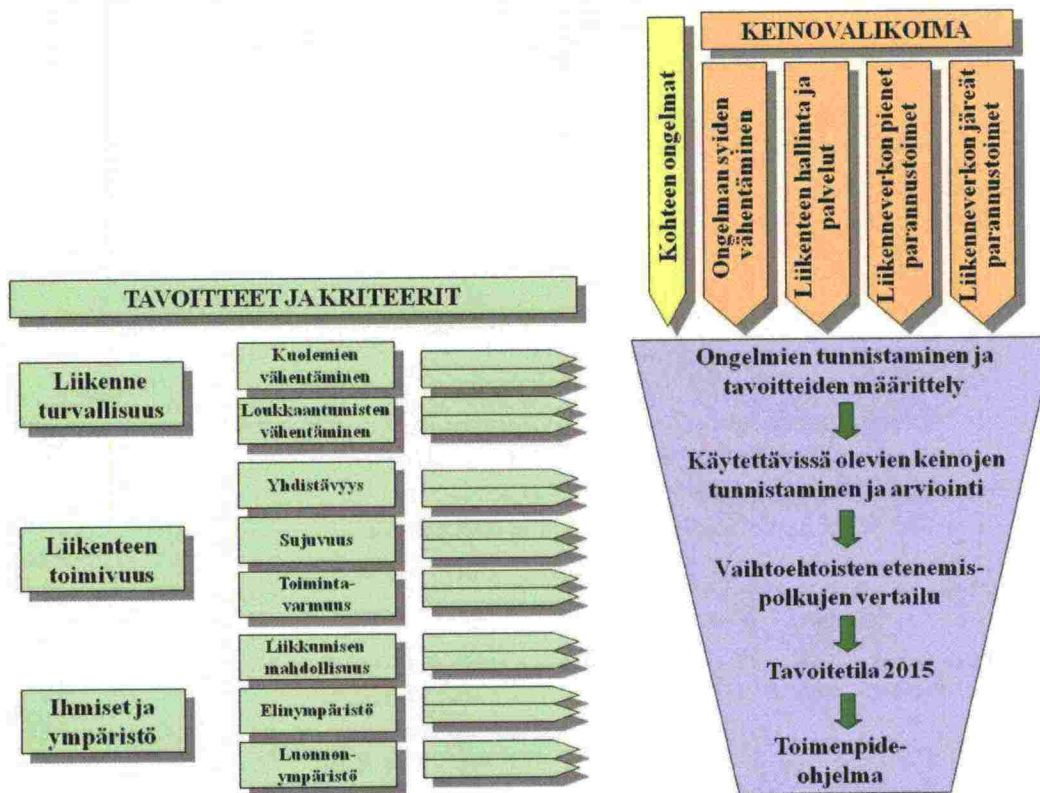 KEINOVALIKOIMA
Kohteen ongelmat
Ongelman syiden
vähentäminen
Liikenteen hallinta ja
palvelut
Liikenneverkon pienet
parannustoimet
Liikenneverkon järeät
parannustoimet
TAVOITTEET JA KRITEERIT
Liikenne
turvallisuus
Kuolemien
vähentäminen
Loukkaantumisten
vähentäminen
Liikenteen
toimivuus
Yhdistävyys
Sujuvuus
Toiminta-
varmuus
Ihmiset ja
ympäristö
Liikkumisen
mahdollisuus
Elinympäristö
Luonnon-
ympäristö
Ongelmien tunnistaminen ja
tavoitteiden määrittely
Käytettävissä olevien keinojen
tunnistaminen ja arviointi
Vaihtoehtoisten etenemis-
polkujen vertailu
Tavoitetila 2015
Toimenpide-
ohjelma